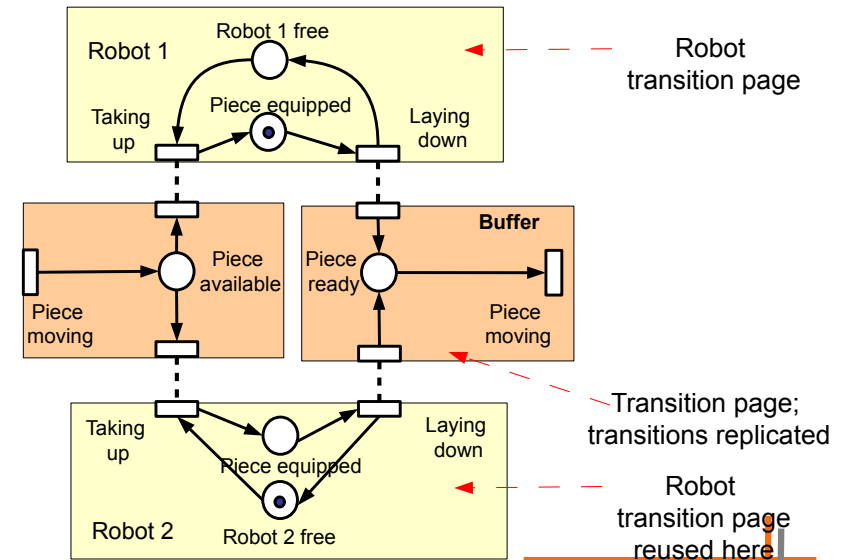 Robot 1
Robot 1 free
Piece equipped
Taking
up
Laying
down
Robot
transition page
Buffer
Piece
available
Piece
moving
Piece
ready
Piece
moving
Transition page;
transitions replicated
Taking
up
Piece equipped
Laying
down
Robot 2
Robot 2 free
Robot
transition page
reused here